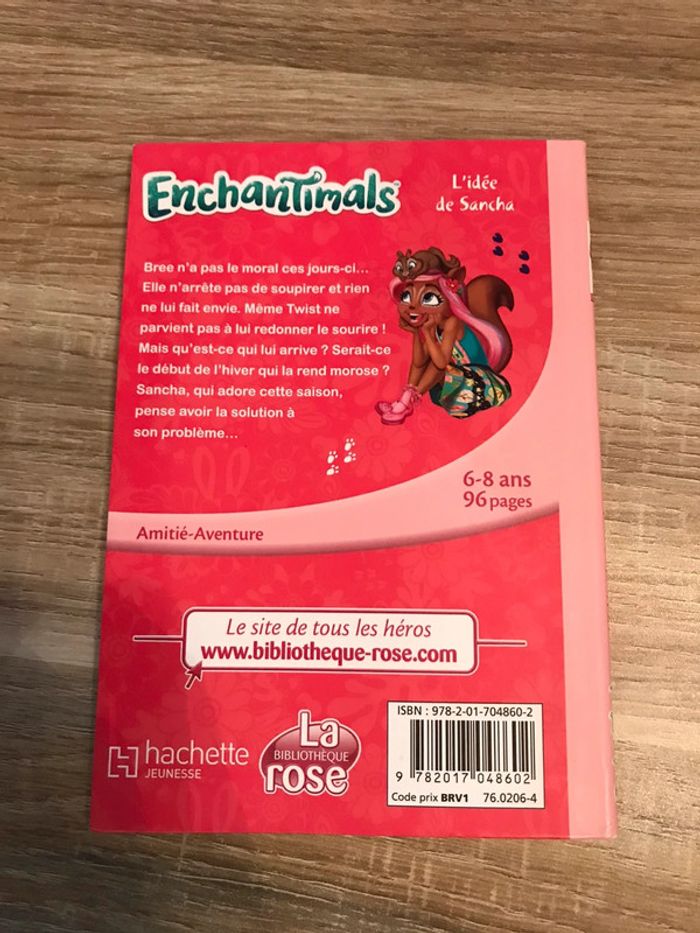 Enchantimals
L'idée
de Sancha
Bree n'a pas le moral ces jours-ci...
Elle n'arrête pas de soupirer et rien
ne lui fait envie. Même Twist ne
parvient pas à lui redonner le sourire !
Mais qu'est-ce qui lui arrive ? Serait-ce
le début de l'hiver qui la rend morose ?
Sancha, qui adore cette saison,
pense avoir la solution à
son problème...
6-8 ans
96 pages
Amitié-Aventure
Le site de tous les héros
www.bibliotheque-rose.com
hachette
JEUNESSE
La
BIBLIOTHÈQUE
rose
ISBN : 978-2-01-704860-2
9 782017 048602
Code prix BRV1 76.0206-4